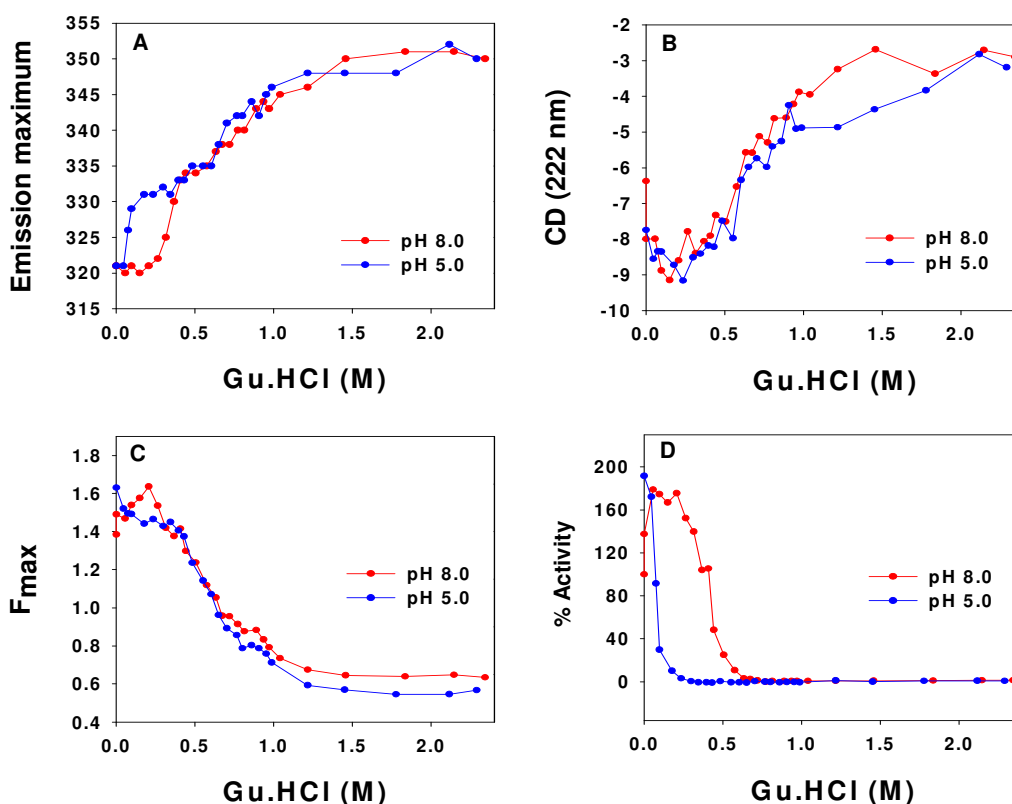 A
Emission maximum
355
350
345
340
335
330
325
320
315
pH 8.0
pH 5.0
0.0 0.5 1.0 1.5 2.0
Gu.HCl (M)
B
CD (222 nm)
-2
-3
-4
-5
-6
-7
-8
-9
-10
pH 8.0
pH 5.0
0.0 0.5 1.0 1.5 2.0
Gu.HCl (M)
C
Fmax
1.8
1.6
1.4
1.2
1.0
0.8
0.6
0.4
pH 8.0
pH 5.0
0.0 0.5 1.0 1.5 2.0
Gu.HCl (M)
D
% Activity
200
160
120
80
40
0
pH 8.0
pH 5.0
0.0 0.5 1.0 1.5 2.0
Gu.HCl (M)